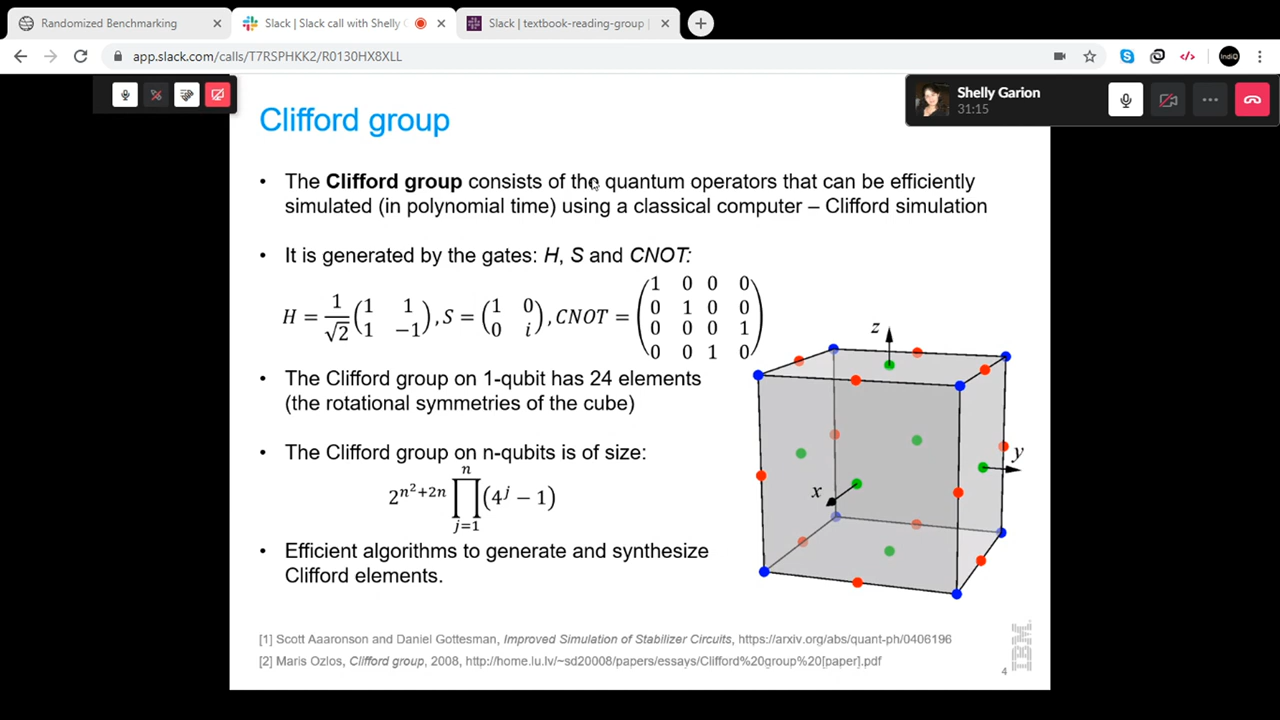 Randomized Benchmarking
Slack | Slack call with Shelly
Slack | textbook-reading-group |
app.slack.com/calls/T7RSPHKK2/R0130HX8XLL
IndiQ
Shelly Garion
31:15
Clifford group
• The Clifford group consists of the quantum operators that can be efficiently
simulated (in polynomial time) using a classical computer – Clifford simulation
• It is generated by the gates: H, S and CNOT:
H = 1/√2 (1 1; 1 −1), S = (1 0; 0 i), CNOT = (1 0 0 0; 0 1 0 0; 0 0 0 1; 0 0 1 0)
• The Clifford group on 1-qubit has 24 elements
(the rotational symmetries of the cube)
• The Clifford group on n-qubits is of size:
2^{n²+2n} ∏_{j=1}^{n} (4^j − 1)
• Efficient algorithms to generate and synthesize
Clifford elements.
z
y
x
[1] Scott Aaaronson and Daniel Gottesman, Improved Simulation of Stabilizer Circuits, https://arxiv.org/abs/quant-ph/0406196
[2] Maris Ozlos, Clifford group, 2008, http://home.lu.lv/~sd20008/papers/essays/Clifford%20group%20[paper].pdf
4
IBM